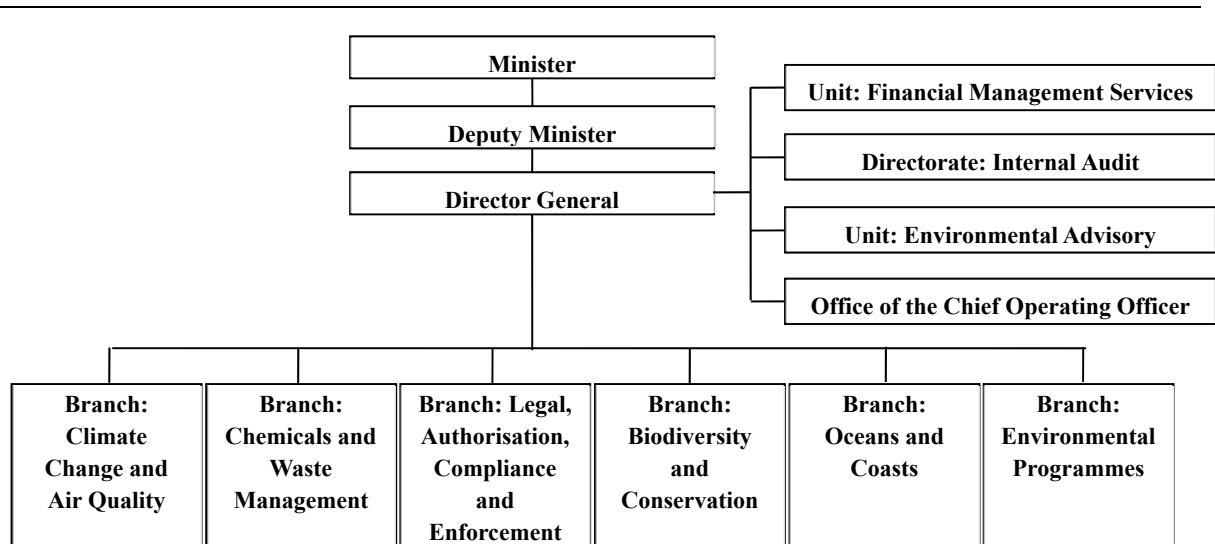 Minister
Deputy Minister
Director General
Unit: Financial Management Services
Directorate: Internal Audit
Unit: Environmental Advisory
Office of the Chief Operating Officer
Branch:
Climate
Change and
Air Quality
Branch:
Chemicals and
Waste
Management
Branch: Legal,
Authorisation,
Compliance
and
Enforcement
Branch:
Biodiversity
and
Conservation
Branch:
Oceans and
Coasts
Branch:
Environmental
Programmes